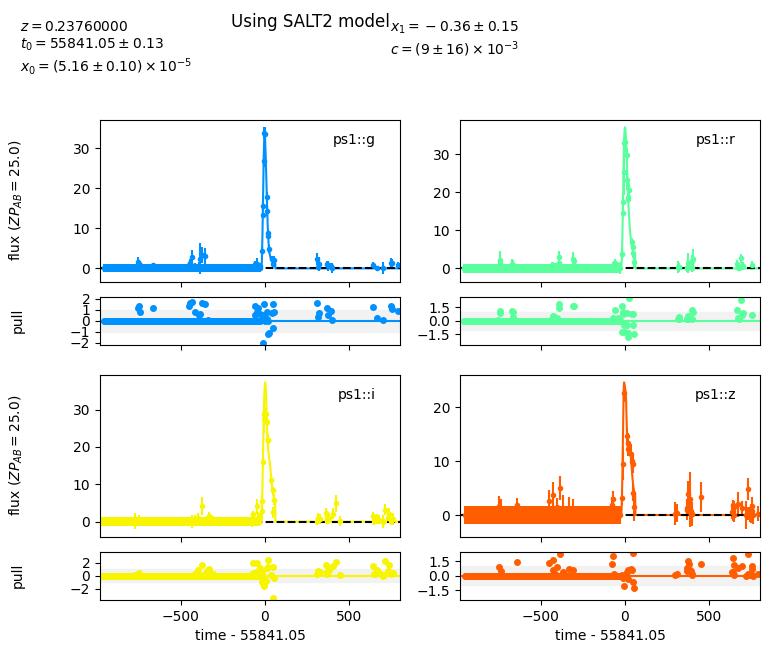 Using SALT2 model
z = 0.23760000
t₀ = 55841.05 ± 0.13
x₀ = (5.16 ± 0.10) × 10⁻⁵
x₁ = − 0.36 ± 0.15
c = (9 ± 16) × 10⁻³
ps1::g
flux (ZP_AB = 25.0)
30
20
10
0
ps1::r
30
20
10
0
pull
2
1
0
−1
−2
1.5
0.0
−1.5
ps1::i
flux (ZP_AB = 25.0)
30
20
10
0
ps1::z
20
10
0
pull
2
0
−2
1.5
0.0
−1.5
−500 0 500
time - 55841.05
−500 0 500
time - 55841.05